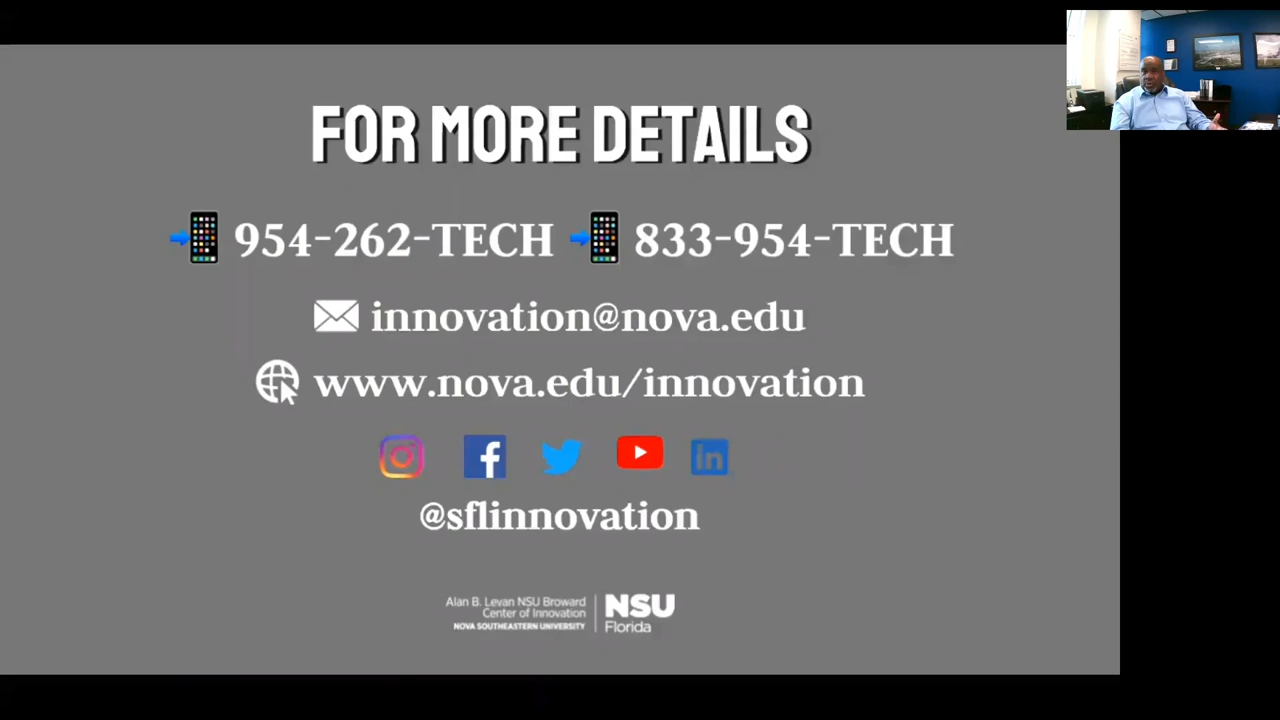 FOR MORE DETAILS
954-262-TECH 833-954-TECH
innovation@nova.edu
www.nova.edu/innovation
@sflinnovation
Alan B. Levan NSU Broward
Center of Innovation
NOVA SOUTHEASTERN UNIVERSITY
NSU
Florida